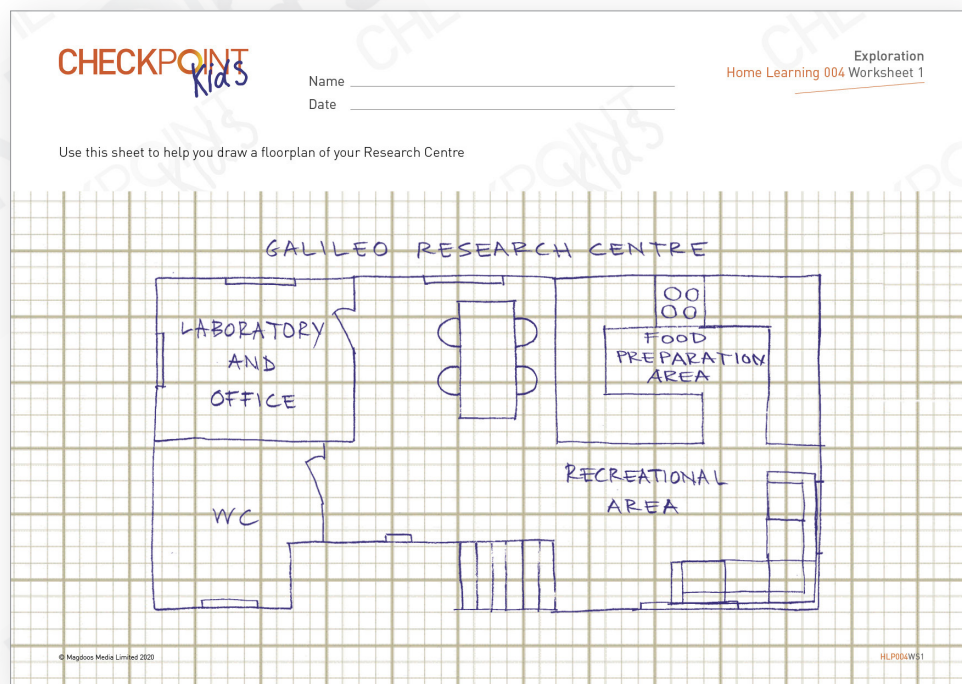 CHECKPOINT
Kids
Name
Date
Exploration
Home Learning 004 Worksheet 1
Use this sheet to help you draw a floorplan of your Research Centre
GALILEO RESEARCH CENTRE
LABORATORY
AND
OFFICE
FOOD
PREPARATION
AREA
RECREATIONAL
AREA
WC
© Magdoos Media Limited 2020
HLP004WS1